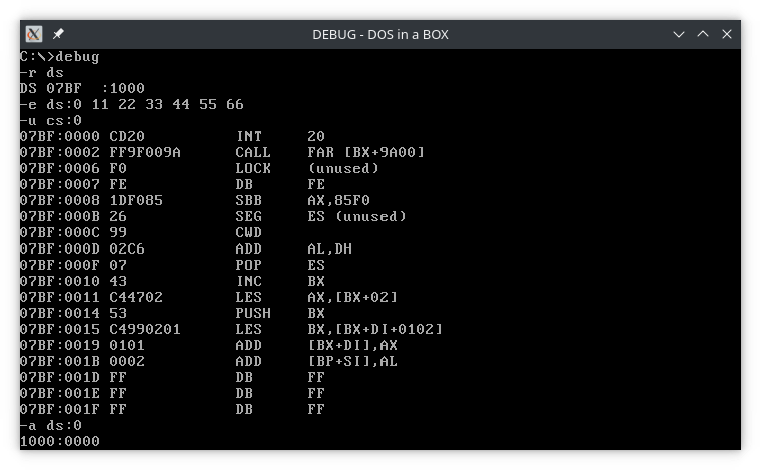 DEBUG - DOS in a BOX
C:\>debug
-r ds
DS 07BF  :1000
-e ds:0 11 22 33 44 55 66
-u cs:0
07BF:0000 CD20          INT     20
07BF:0002 FF9F009A      CALL    FAR [BX+9A00]
07BF:0006 F0            LOCK    (unused)
07BF:0007 FE            DB      FE
07BF:0008 1DF085        SBB     AX,85F0
07BF:000B 26            SEG     ES (unused)
07BF:000C 99            CWD
07BF:000D 02C6          ADD     AL,DH
07BF:000F 07            POP     ES
07BF:0010 43            INC     BX
07BF:0011 C44702        LES     AX,[BX+02]
07BF:0014 53            PUSH    BX
07BF:0015 C4990201      LES     BX,[BX+DI+0102]
07BF:0019 0101          ADD     [BX+DI],AX
07BF:001B 0002          ADD     [BP+SI],AL
07BF:001D FF            DB      FF
07BF:001E FF            DB      FF
07BF:001F FF            DB      FF
-a ds:0
1000:0000